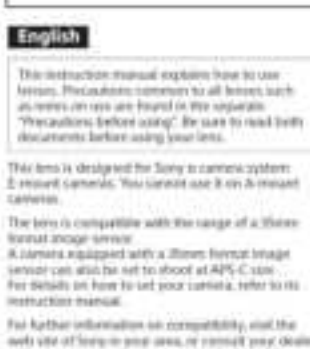 English
This instruction manual explains how to use
lenses. Precautions common to all lenses such
as notes on use are found in the separate
"Precautions before using". Be sure to read both
documents before using your lens.
This lens is designed for Sony α camera system
E-mount cameras. You cannot use it on A-mount
cameras.
The lens is compatible with the range of a 35mm
format image sensor.
A camera equipped with a 35mm format image
sensor can also be set to shoot at APS-C size.
For details on how to set your camera, refer to its
instruction manual.
For further information on compatibility, visit the
web site of Sony in your area, or consult your dealer